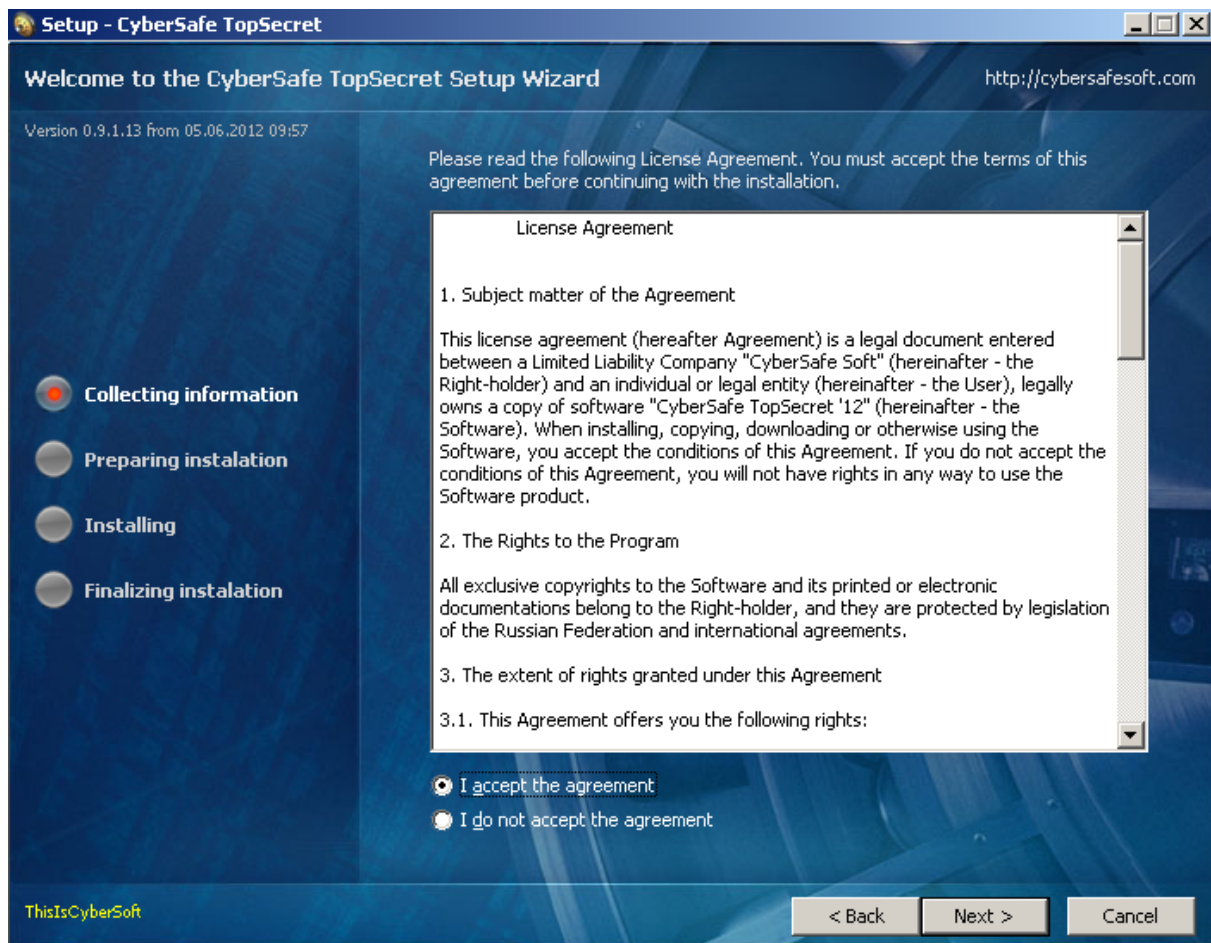 Setup - CyberSafe TopSecret
Welcome to the CyberSafe TopSecret Setup Wizard
http://cybersafesoft.com
Version 0.9.1.13 from 05.06.2012 09:57
Please read the following License Agreement. You must accept the terms of this
agreement before continuing with the installation.
License Agreement
1. Subject matter of the Agreement
This license agreement (hereafter Agreement) is a legal document entered
between a Limited Liability Company "CyberSafe Soft" (hereinafter - the
Right-holder) and an individual or legal entity (hereinafter - the User), legally
owns a copy of software "CyberSafe TopSecret '12" (hereinafter - the
Software). When installing, copying, downloading or otherwise using the
Software, you accept the conditions of this Agreement. If you do not accept the
conditions of this Agreement, you will not have rights in any way to use the
Software product.
2. The Rights to the Program
All exclusive copyrights to the Software and its printed or electronic
documentations belong to the Right-holder, and they are protected by legislation
of the Russian Federation and international agreements.
3. The extent of rights granted under this Agreement
3.1. This Agreement offers you the following rights:
Collecting information
Preparing instalation
Installing
Finalizing instalation
I accept the agreement
I do not accept the agreement
ThisIsCyberSoft
< Back
Next >
Cancel